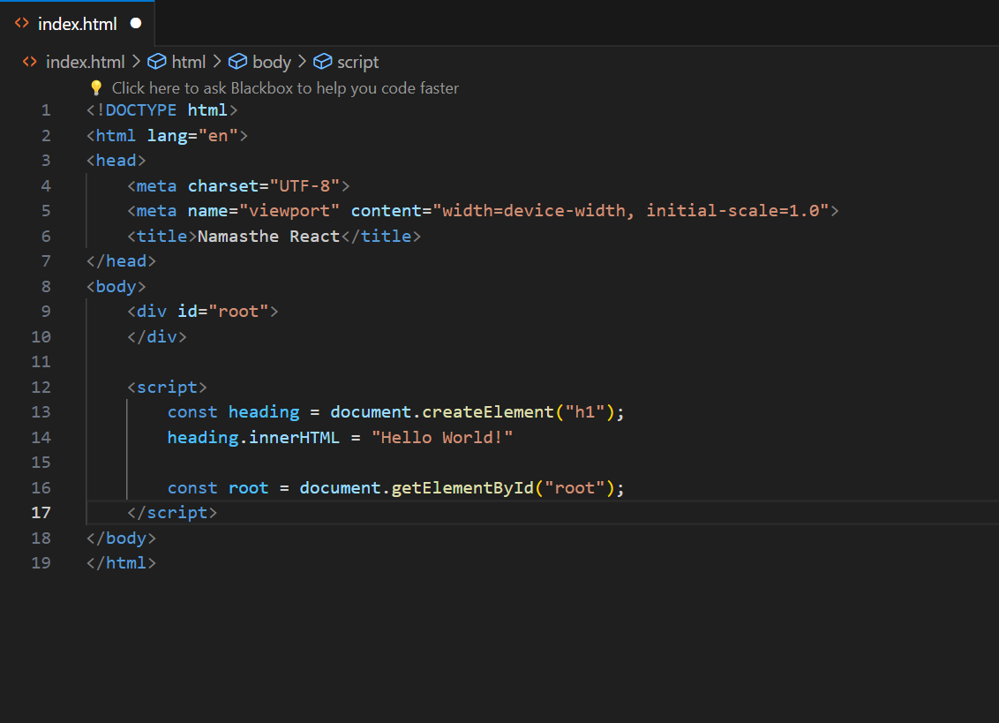 index.html
index.html > html > body > script
Click here to ask Blackbox to help you code faster
1 <!DOCTYPE html>
2 <html lang="en">
3 <head>
4     <meta charset="UTF-8">
5     <meta name="viewport" content="width=device-width, initial-scale=1.0">
6     <title>Namasthe React</title>
7 </head>
8 <body>
9     <div id="root">
10     </div>
11
12     <script>
13         const heading = document.createElement("h1");
14         heading.innerHTML = "Hello World!"
15
16         const root = document.getElementById("root");
17     </script>
18 </body>
19 </html>